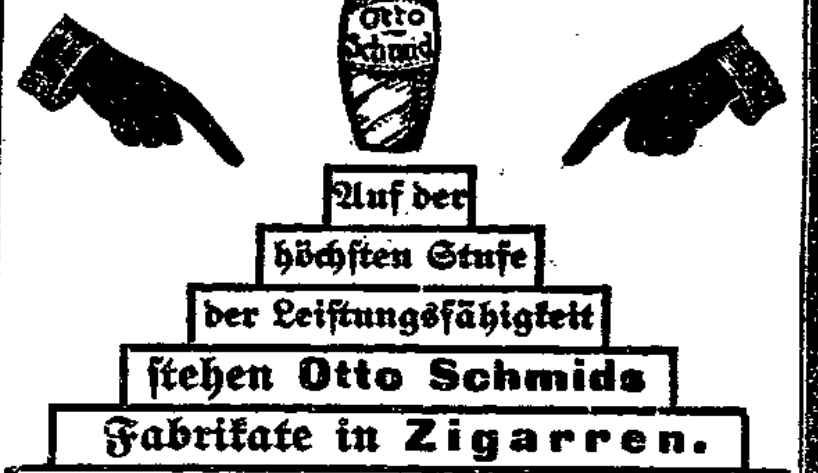 Otto
Schmid
Auf der
höchsten Stufe
der Leistungsfähigkeit
stehen Otto Schmids
Fabrikate in Zigarren.